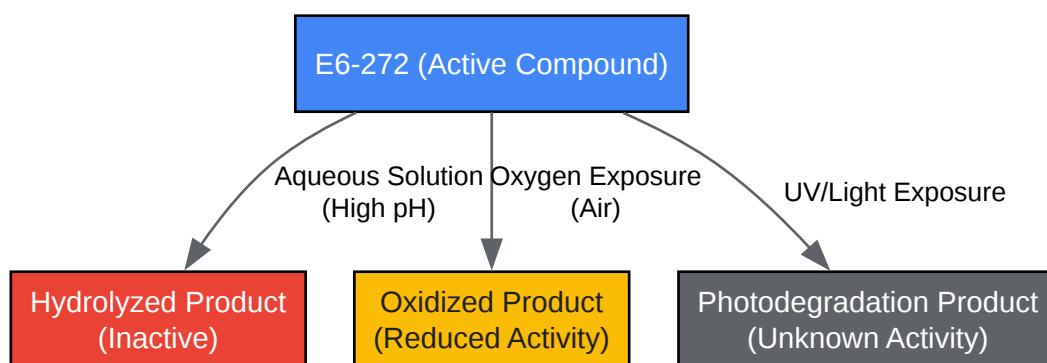 E6-272 (Active Compound)
Aqueous Solution
(High pH)
Oxygen Exposure
(Air)
UV/Light Exposure
Hydrolyzed Product
(Inactive)
Oxidized Product
(Reduced Activity)
Photodegradation Product
(Unknown Activity)